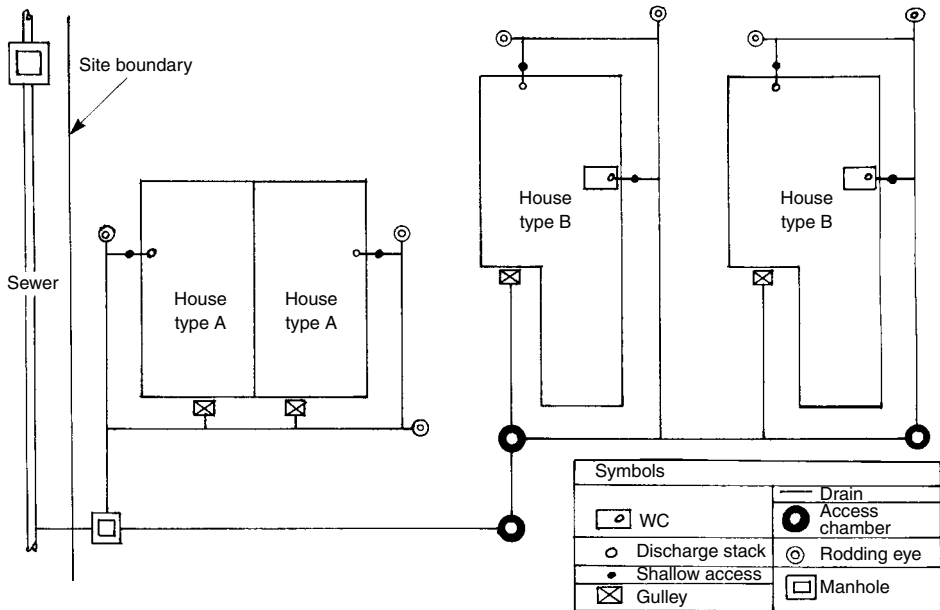 Site boundary
House
type B
House
type B
Sewer
House
type A
House
type A
Symbols
WC
Discharge stack
Shallow access
Gulley
Drain
Access
chamber
Rodding eye
Manhole